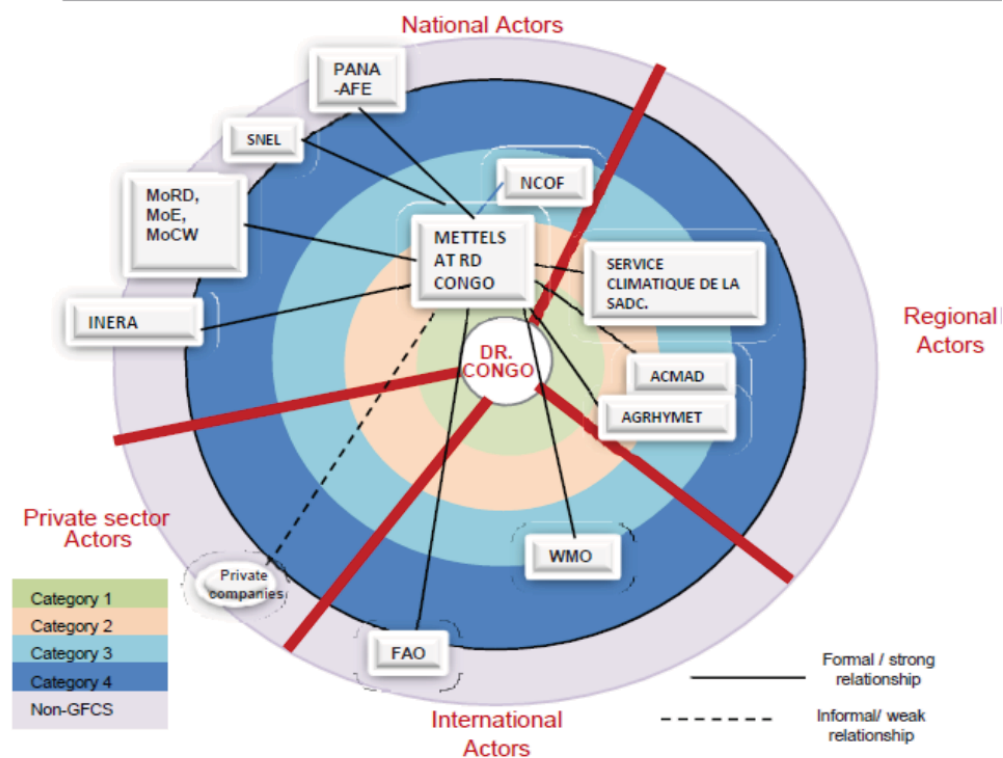 National Actors
PANA
-AFE
SNEL
MoRD,
MoE,
MoCW
NCOF
METTELS
AT RD
CONGO
SERVICE
CLIMATIQUE DE LA
SADC.
INERA
Regional
Actors
DR.
CONGO
ACMAD
AGRHYMET
Private sector
Actors
WMO
Private
companies
Category 1
Category 2
Category 3
Category 4
Non-GFCS
FAO
International
Actors
Formal / strong
relationship
Informal/ weak
relationship